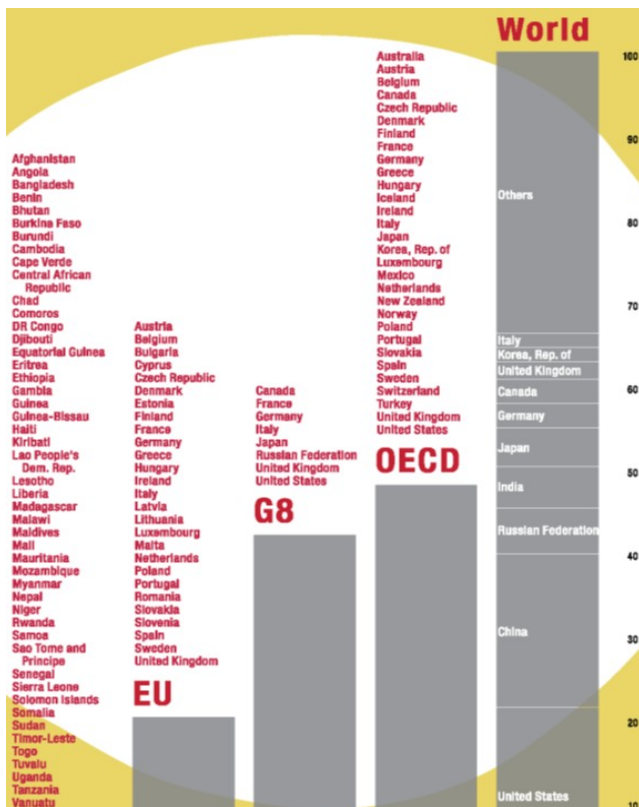 World
Australia
Austria
Belgium
Canada
Czech Republic
Denmark
Finland
France
Germany
Greece
Hungary
Iceland
Ireland
Italy
Japan
Korea, Rep. of
Luxembourg
Mexico
Netherlands
New Zealand
Norway
Poland
Portugal
Slovakia
Spain
Sweden
Switzerland
Turkey
United Kingdom
United States
OECD
Afghanistan
Angola
Bangladesh
Benin
Bhutan
Burkina Faso
Burundi
Cambodia
Cape Verde
Central African
Republic
Chad
Comoros
DR Congo
Djibouti
Equatorial Guinea
Eritrea
Ethiopia
Gambia
Guinea
Guinea-Bissau
Haiti
Kiribati
Lao People's
Dem. Rep.
Lesotho
Liberia
Madagascar
Malawi
Maldives
Mali
Mauritania
Mozambique
Myanmar
Nepal
Niger
Rwanda
Samoa
Sao Tome and
Principe
Senegal
Sierra Leone
Solomon Islands
Somalia
Sudan
Timor-Leste
Togo
Tuvalu
Uganda
Tanzania
Vanuatu
Austria
Belgium
Bulgaria
Cyprus
Czech Republic
Denmark
Estonia
Finland
France
Germany
Greece
Hungary
Ireland
Italy
Latvia
Lithuania
Luxembourg
Malta
Netherlands
Poland
Portugal
Romania
Slovakia
Slovenia
Spain
Sweden
United Kingdom
EU
Canada
France
Germany
Italy
Japan
Russian Federation
United Kingdom
United States
G8
Others
Italy
Korea, Rep. of
United Kingdom
Canada
Germany
Japan
India
Russian Federation
China
United States
100
90
80
70
60
50
40
30
20
10